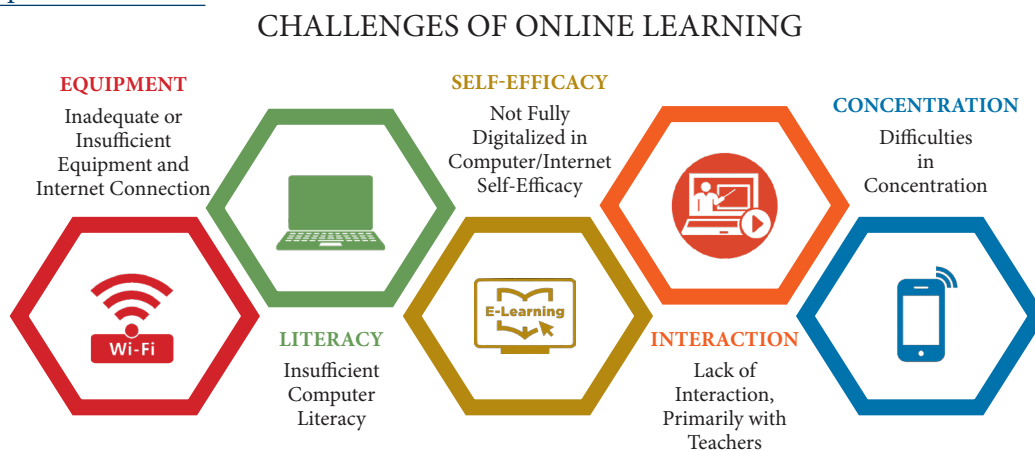 CHALLENGES OF ONLINE LEARNING
EQUIPMENT
Inadequate or
Insufficient
Equipment and
Internet Connection
Wi-Fi
LITERACY
Insufficient
Computer
Literacy
SELF-EFFICACY
Not Fully
Digitalized in
Computer/Internet
Self-Efficacy
E-Learning
INTERACTION
Lack of
Interaction,
Primarily with
Teachers
CONCENTRATION
Difficulties
in
Concentration